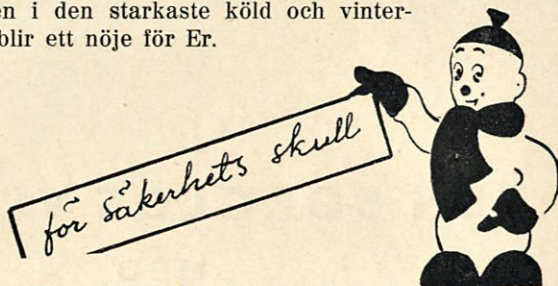 en i den starkaste köld och vinter-
blir ett nöje för Er.
för säkerhets skull